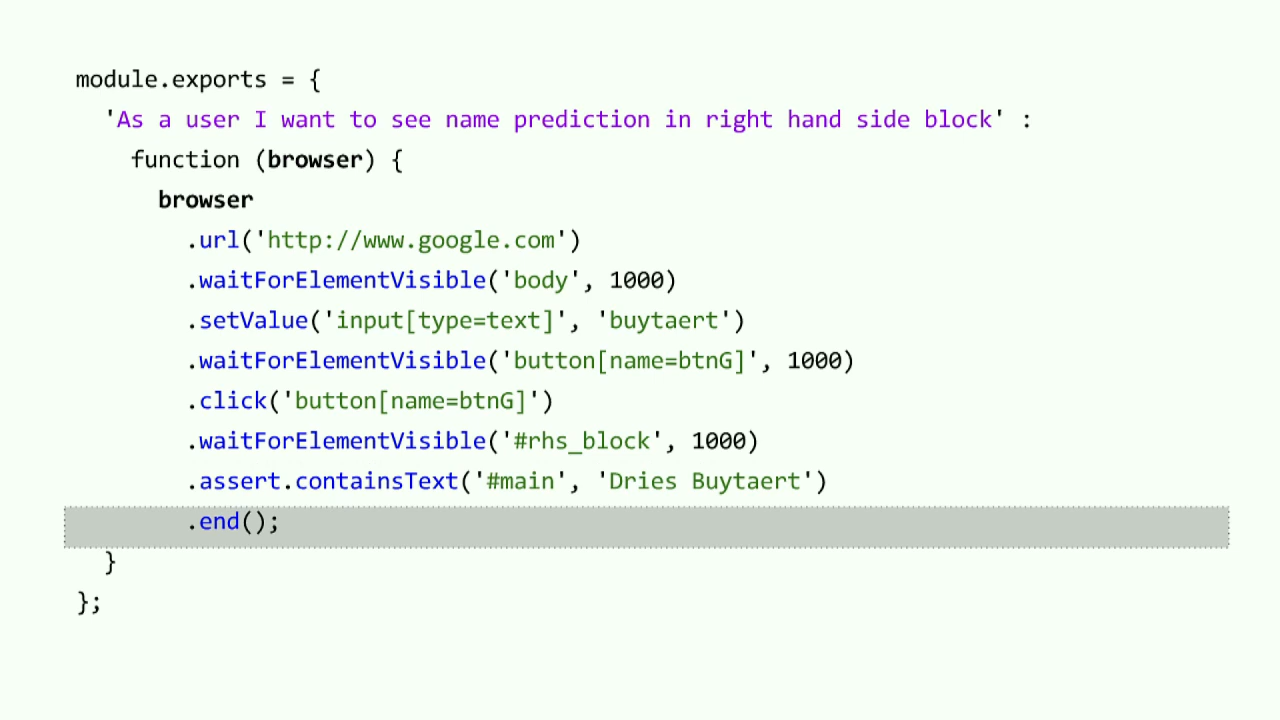 module.exports = {
  'As a user I want to see name prediction in right hand side block' :
    function (browser) {
      browser
        .url('http://www.google.com')
        .waitForElementVisible('body', 1000)
        .setValue('input[type=text]', 'buytaert')
        .waitForElementVisible('button[name=btnG]', 1000)
        .click('button[name=btnG]')
        .waitForElementVisible('#rhs_block', 1000)
        .assert.containsText('#main', 'Dries Buytaert')
        .end();
  }
};